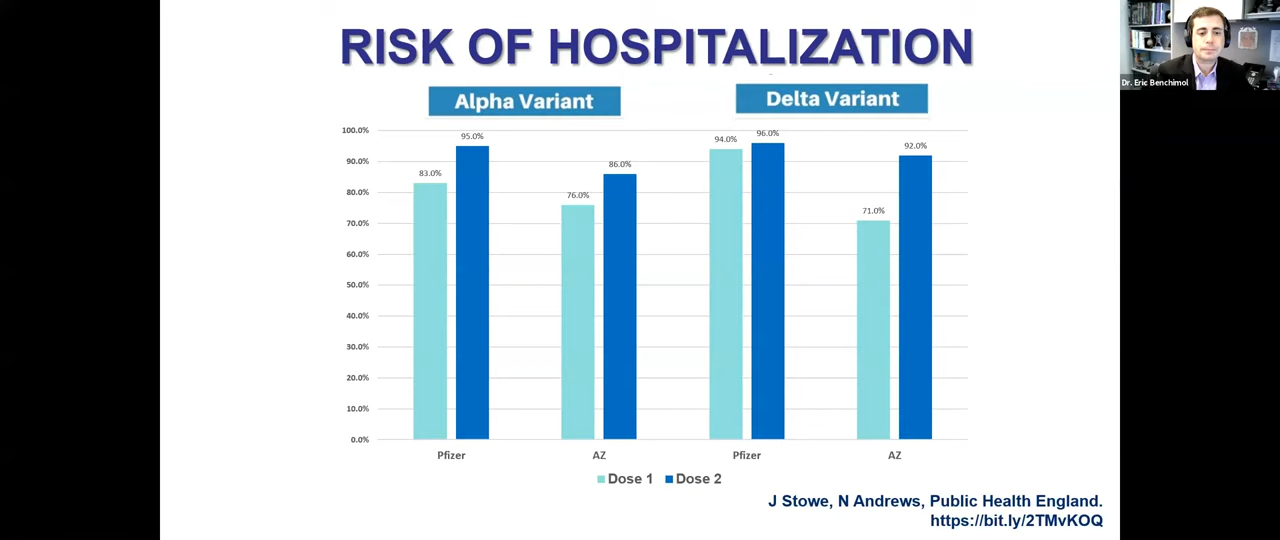 RISK OF HOSPITALIZATION
Dr. Eric Benchimol
Alpha Variant
Delta Variant
100.0%
90.0%
80.0%
70.0%
60.0%
50.0%
40.0%
30.0%
20.0%
10.0%
0.0%
83.0%
95.0%
76.0%
86.0%
94.0%
96.0%
71.0%
92.0%
Pfizer
AZ
Pfizer
AZ
Dose 1
Dose 2
J Stowe, N Andrews, Public Health England.
https://bit.ly/2TMvKOQ